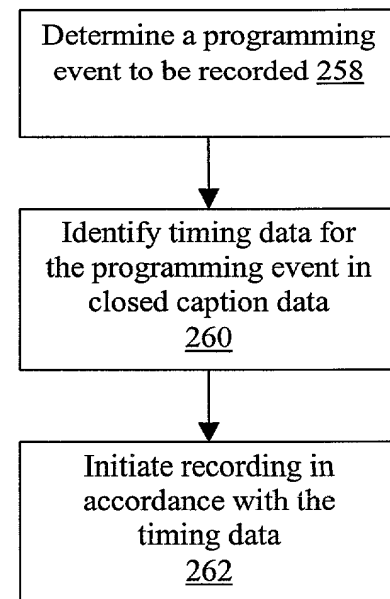 Determine a programming
event to be recorded 258
Identify timing data for
the programming event in
closed caption data
260
Initiate recording in
accordance with the
timing data
262